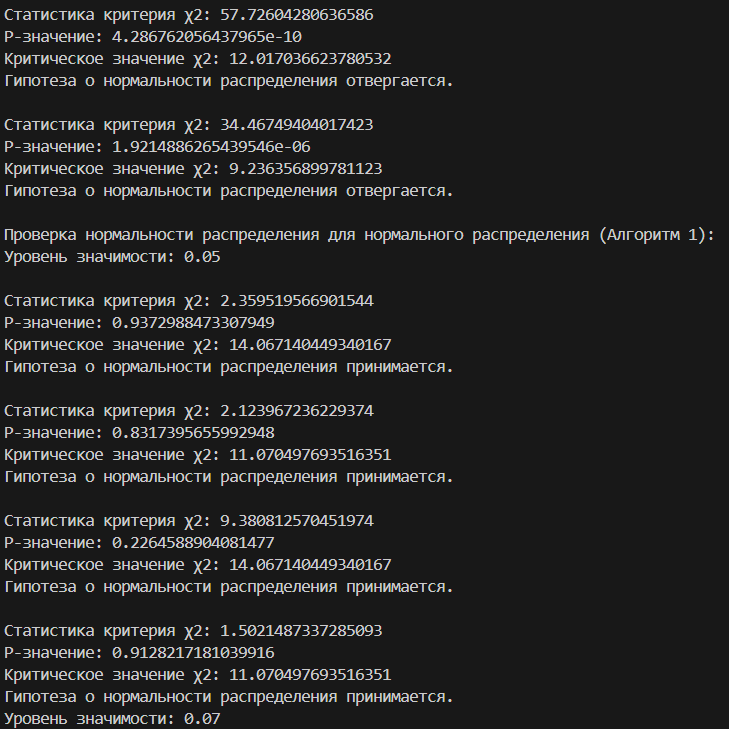 Статистика критерия χ2: 57.72604280636586
P-значение: 4.286762056437965e-10
Критическое значение χ2: 12.017036623780532
Гипотеза о нормальности распределения отвергается.
Статистика критерия χ2: 34.46749404017423
P-значение: 1.9214886265439546e-06
Критическое значение χ2: 9.236356899781123
Гипотеза о нормальности распределения отвергается.
Проверка нормальности распределения для нормального распределения (Алгоритм 1):
Уровень значимости: 0.05
Статистика критерия χ2: 2.359519566901544
P-значение: 0.9372988473307949
Критическое значение χ2: 14.067140449340167
Гипотеза о нормальности распределения принимается.
Статистика критерия χ2: 2.123967236229374
P-значение: 0.8317395655992948
Критическое значение χ2: 11.070497693516351
Гипотеза о нормальности распределения принимается.
Статистика критерия χ2: 9.380812570451974
P-значение: 0.2264588904081477
Критическое значение χ2: 14.067140449340167
Гипотеза о нормальности распределения принимается.
Статистика критерия χ2: 1.5021487337285093
P-значение: 0.9128217181039916
Критическое значение χ2: 11.070497693516351
Гипотеза о нормальности распределения принимается.
Уровень значимости: 0.07